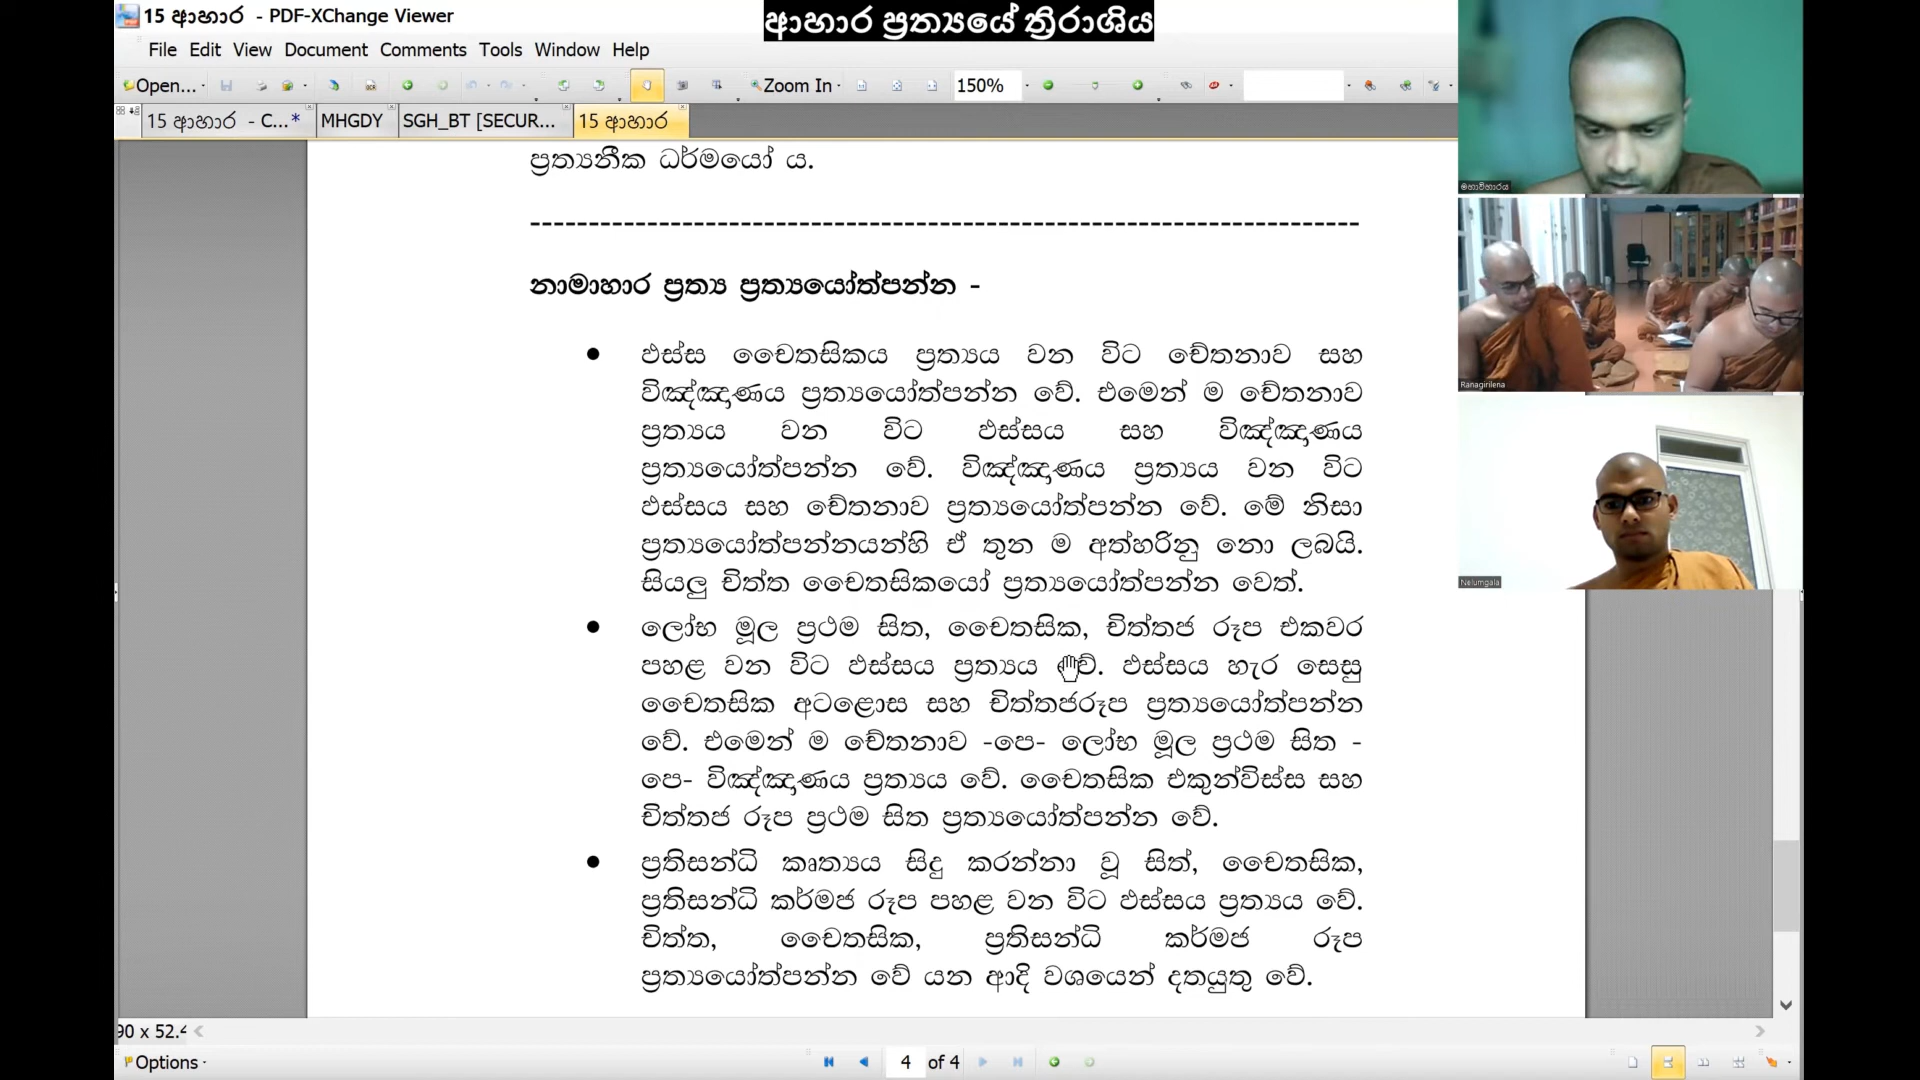 15 ආහාර - PDF-XChange Viewer
ආහාර ප්‍රත්‍යයේ ත්‍රිරාශිය
File Edit View Document Comments Tools Window Help
Open... Zoom In 150%
15 ආහාර - C...* MHGDY SGH_BT [SECUR... 15 ආහාර
ප්‍රත්‍යනීක ධර්මයෝ ය.
නාමාහාර ප්‍රත්‍ය ප්‍රත්‍යයෝත්පන්න -
• ඵස්ස චෛතසිකය ප්‍රත්‍යය වන විට චේතනාව සහ
විඤ්ඤාණය ප්‍රත්‍යයෝත්පන්න වේ. එමෙන් ම චේතනාව
ප්‍රත්‍යය වන විට ඵස්සය සහ විඤ්ඤාණය
ප්‍රත්‍යයෝත්පන්න වේ. විඤ්ඤාණය ප්‍රත්‍යය වන විට
ඵස්සය සහ චේතනාව ප්‍රත්‍යයෝත්පන්න වේ. මේ නිසා
ප්‍රත්‍යයෝත්පන්නයන්හි ඒ තුන ම අත්හරිනු නො ලබයි.
සියලු චිත්ත චෛතසිකයෝ ප්‍රත්‍යයෝත්පන්න වෙත්.
• ලෝභ මූල ප්‍රථම සිත, චෛතසික, චිත්තජ රූප එකවර
පහළ වන විට ඵස්සය ප්‍රත්‍යය වේ. ඵස්සය හැර සෙසු
චෛතසික අටළොස සහ චිත්තජරූප ප්‍රත්‍යයෝත්පන්න
වේ. එමෙන් ම චේතනාව -පෙ- ලෝභ මූල ප්‍රථම සිත -
පෙ- විඤ්ඤාණය ප්‍රත්‍යය වේ. චෛතසික එකුන්විස්ස සහ
චිත්තජ රූප ප්‍රථම සිත ප්‍රත්‍යයෝත්පන්න වේ.
• ප්‍රතිසන්ධි කෘත්‍යය සිදු කරන්නා වූ සිත්, චෛතසික,
ප්‍රතිසන්ධි කර්මජ රූප පහළ වන විට ඵස්සය ප්‍රත්‍යය වේ.
චිත්ත, චෛතසික, ප්‍රතිසන්ධි කර්මජ රූප
ප්‍රත්‍යයෝත්පන්න වේ යන ආදි වශයෙන් දතයුතු වේ.
මහාවිහාරය
Ranagirilena
Nelumgala
90 x 52.4
Options 4 of 4